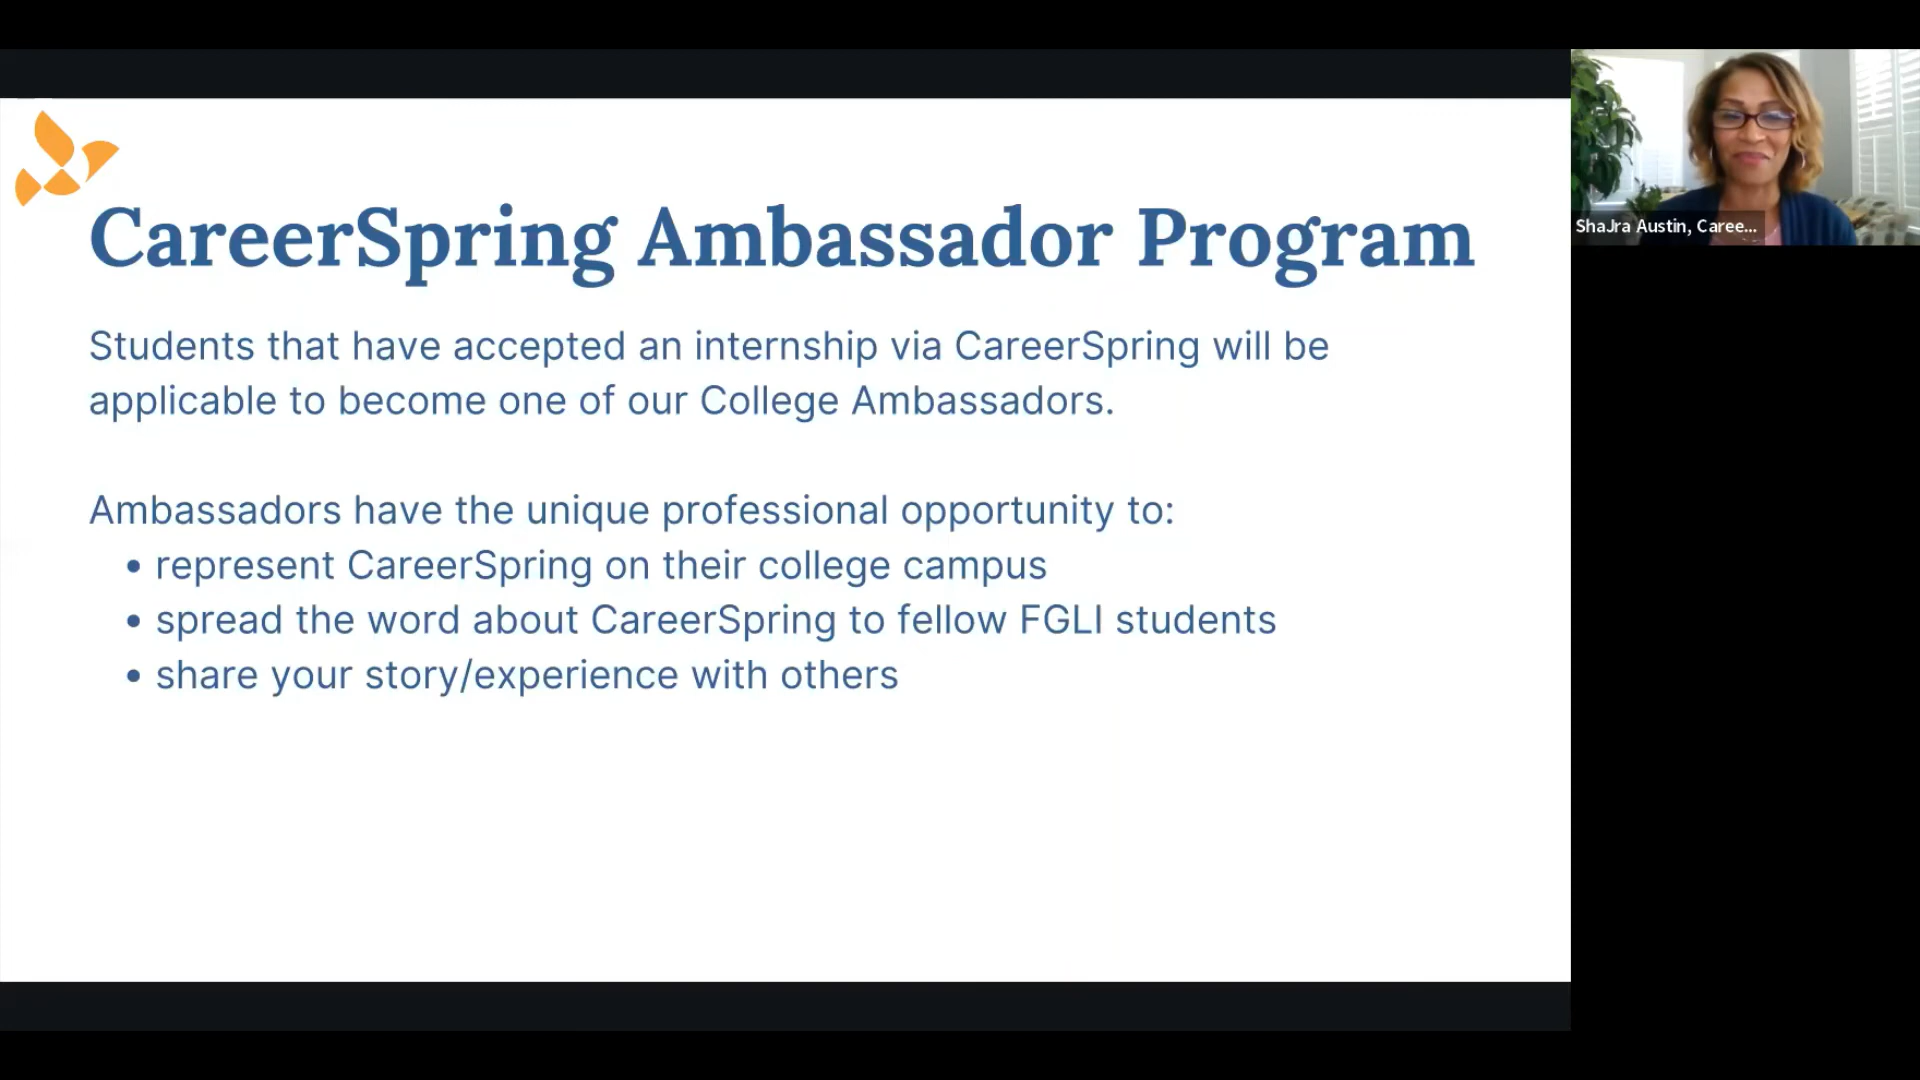 CareerSpring Ambassador Program
Students that have accepted an internship via CareerSpring will be
applicable to become one of our College Ambassadors.
Ambassadors have the unique professional opportunity to:
• represent CareerSpring on their college campus
• spread the word about CareerSpring to fellow FGLI students
• share your story/experience with others
ShaJra Austin, Caree...